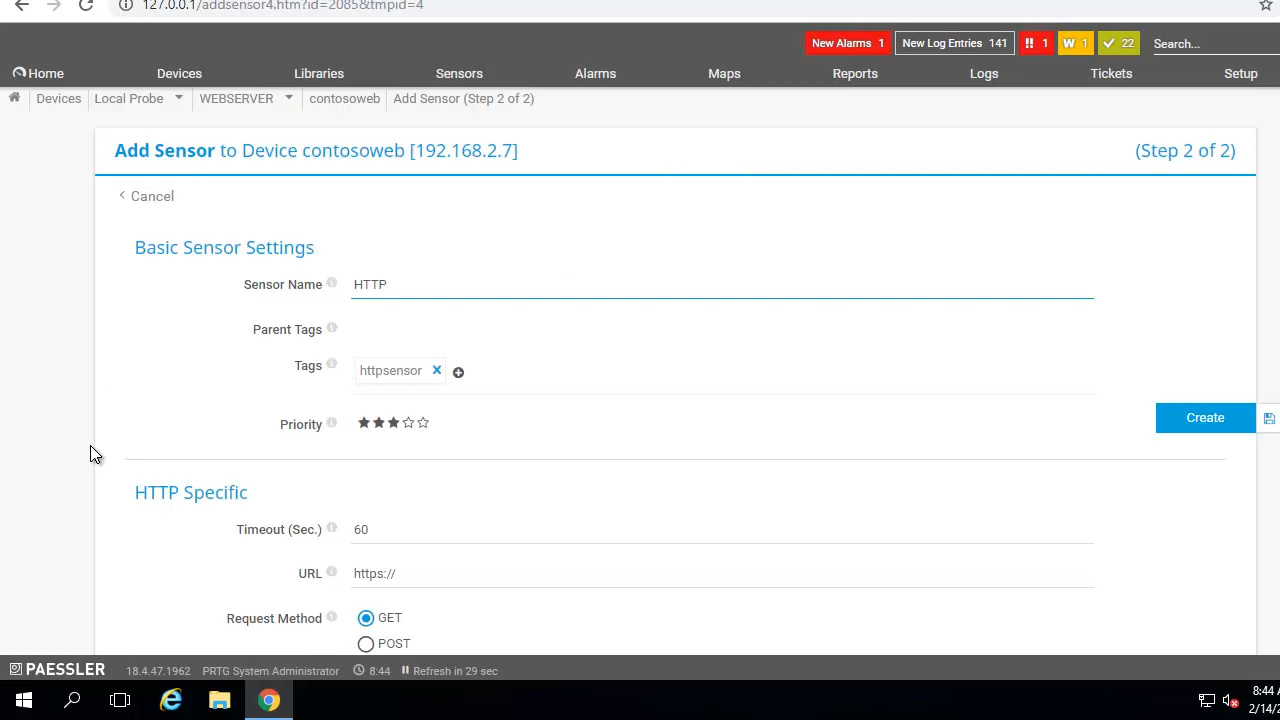 127.0.0.1/addsensor4.htm?id=2085&tmpid=4
New Alarms 1 New Log Entries 141 !! 1 W 1 22 Search...
Home Devices Libraries Sensors Alarms Maps Reports Logs Tickets Setup
Devices Local Probe WEBSERVER contosoweb Add Sensor (Step 2 of 2)
Add Sensor to Device contosoweb [192.168.2.7] (Step 2 of 2)
< Cancel
Basic Sensor Settings
Sensor Name HTTP
Parent Tags
Tags httpsensor
Priority
Create
HTTP Specific
Timeout (Sec.) 60
URL https://
Request Method GET
POST
PAESSLER 18.4.47.1962 PRTG System Administrator 8:44 Refresh in 29 sec
8:44
2/14/2